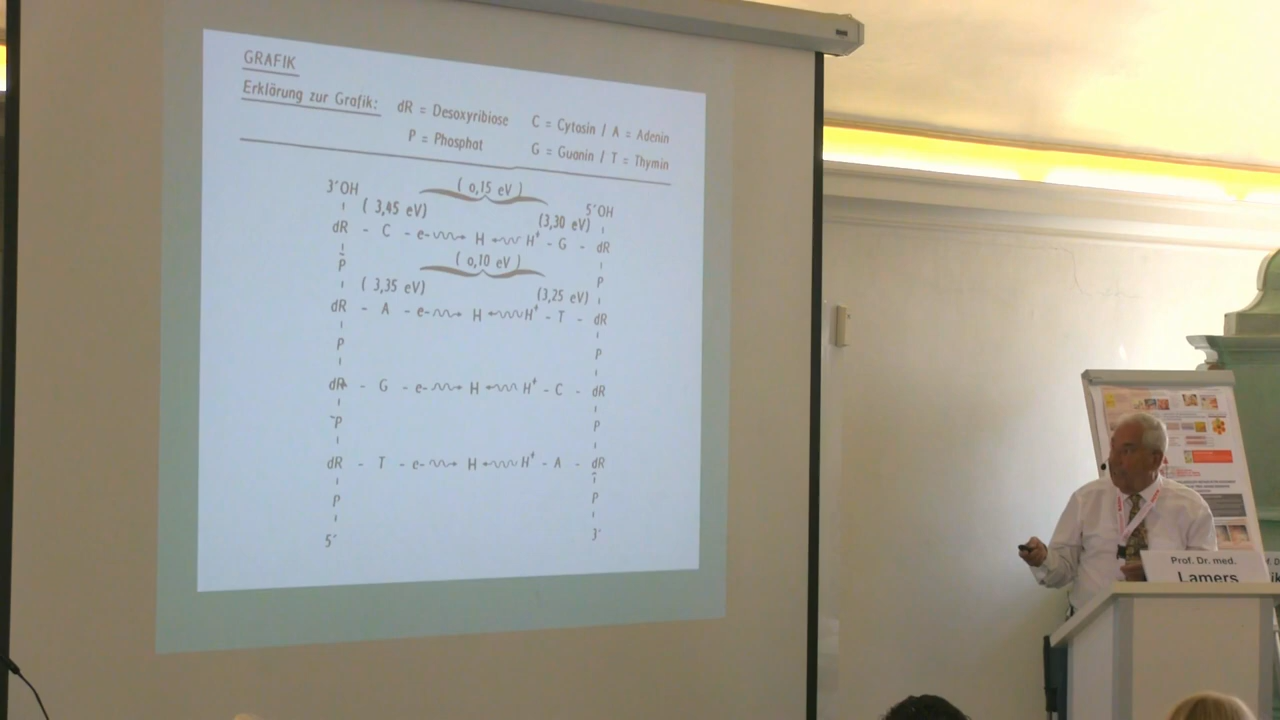 GRAFIK
Erklärung zur Grafik: dR = Desoxyribiose C = Cytosin / A = Adenin
P = Phosphat G = Guanin / T = Thymin
3'OH ( 0,15 eV ) 5'OH
( 3,45 eV) (3,30 eV)
dR - C - e- H H+ - G - dR
P ( 0,10 eV ) P
( 3,35 eV) (3,25 eV)
dR - A - e- H H+ - T - dR
P P
dR - G - e- H H+ - C - dR
P P
dR - T - e- H H+ - A - dR
P P
5' 3'
Prof. Dr. med.
Lamers